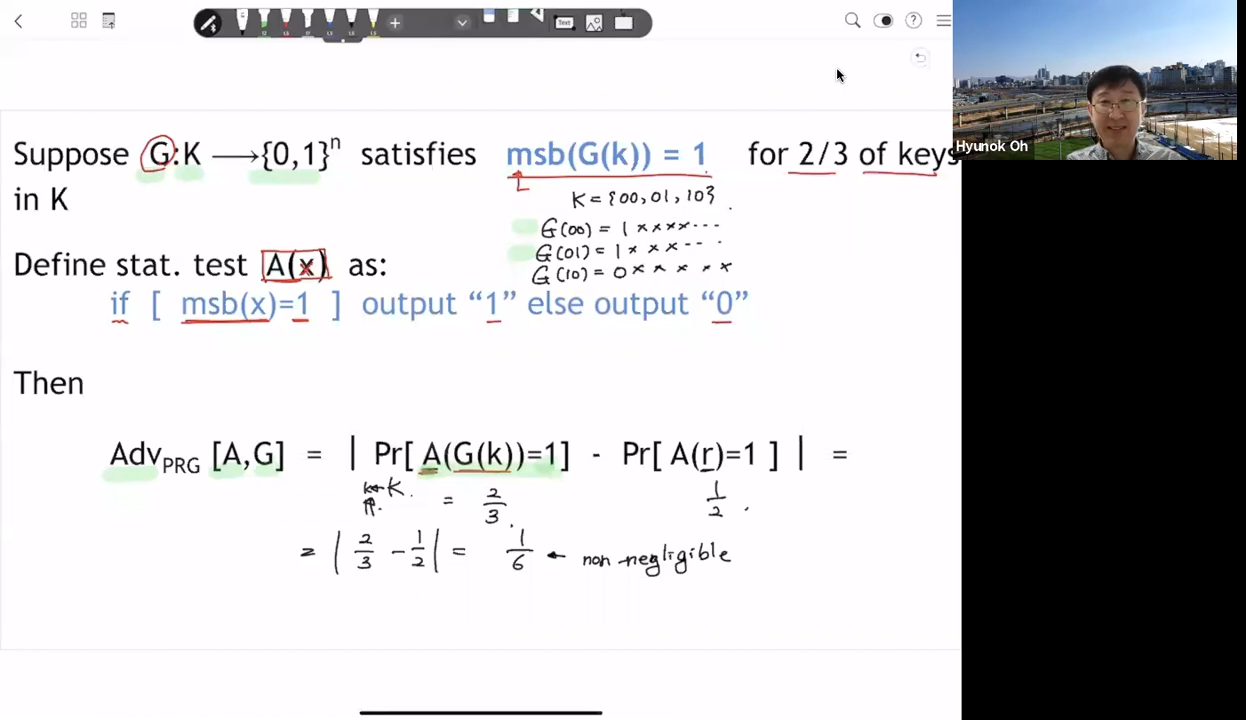 Text
Hyunok Oh
Suppose G:K ⟶{0,1}ⁿ satisfies msb(G(k)) = 1 for 2/3 of keys
in K
K = {00, 01, 10}
G(00) = 1 x x x x ...
G(01) = 1 x x x ...
G(10) = 0 x x x x x
Define stat. test A(x) as:
if [ msb(x)=1 ] output “1” else output “0”
Then
Adv_PRG [A,G] = | Pr[ A(G(k))=1] - Pr[ A(r)=1 ] | =
k←K. = 2/3. 1/2.
= | 2/3 - 1/2 | = 1/6 ← non-negligible